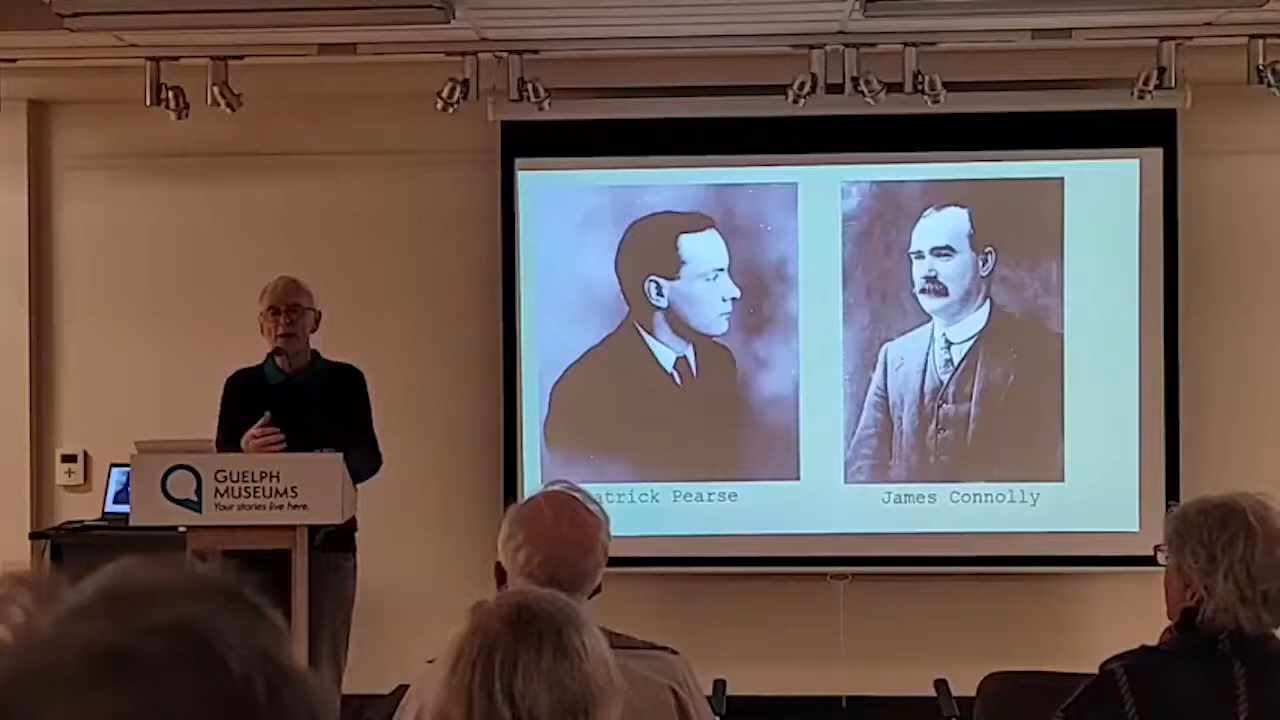 GUELPH
MUSEUMS
Your stories live here.
atrick Pearse
James Connolly